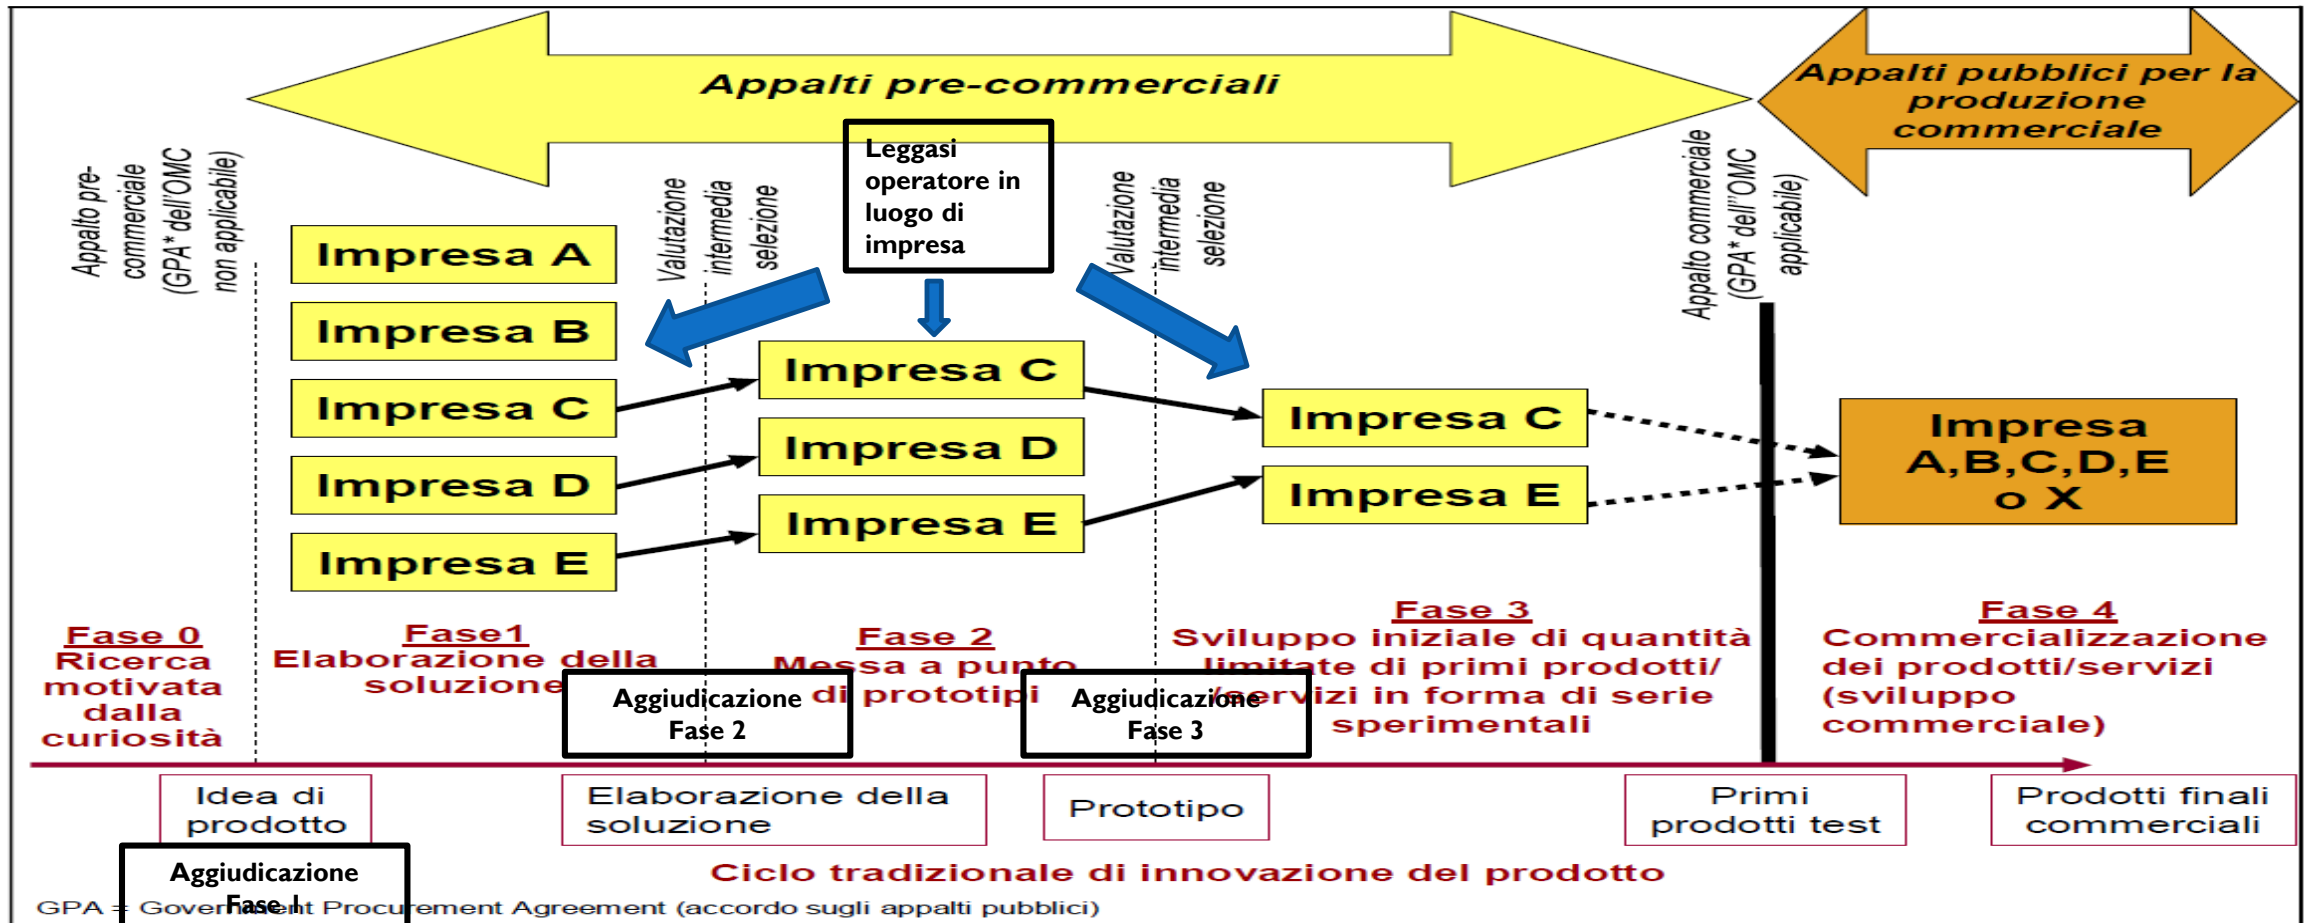 Appalti pre-commerciali
Appalti pubblici per la
produzione
commerciale
Appalto pre-
commerciale
(GPA* dell'OMC
non applicabile)
Valutazione
intermedia
selezione
Leggasi
operatore in
luogo di
impresa
Valutazione
intermedia
selezione
Appalto commerciale
(GPA* dell''OMC
applicabile)
Impresa A
Impresa B
Impresa C
Impresa D
Impresa E
Impresa C
Impresa D
Impresa E
Impresa C
Impresa E
Impresa
A,B,C,D,E
o X
Fase 0
Ricerca
motivata
dalla
curiosità
Fase1
Elaborazione della
soluzione
Fase 2
Messa a punto
di prototipi
Fase 3
Sviluppo iniziale di quantità
limitate di primi prodotti/
/servizi in forma di serie
sperimentali
Fase 4
Commercializzazione
dei prodotti/servizi
(sviluppo
commerciale)
Aggiudicazione
Fase 2
Aggiudicazione
Fase 3
Idea di
prodotto
Elaborazione della
soluzione
Prototipo
Primi
prodotti test
Prodotti finali
commerciali
Aggiudicazione
Fase 1
Ciclo tradizionale di innovazione del prodotto
GPA = Government Procurement Agreement (accordo sugli appalti pubblici)